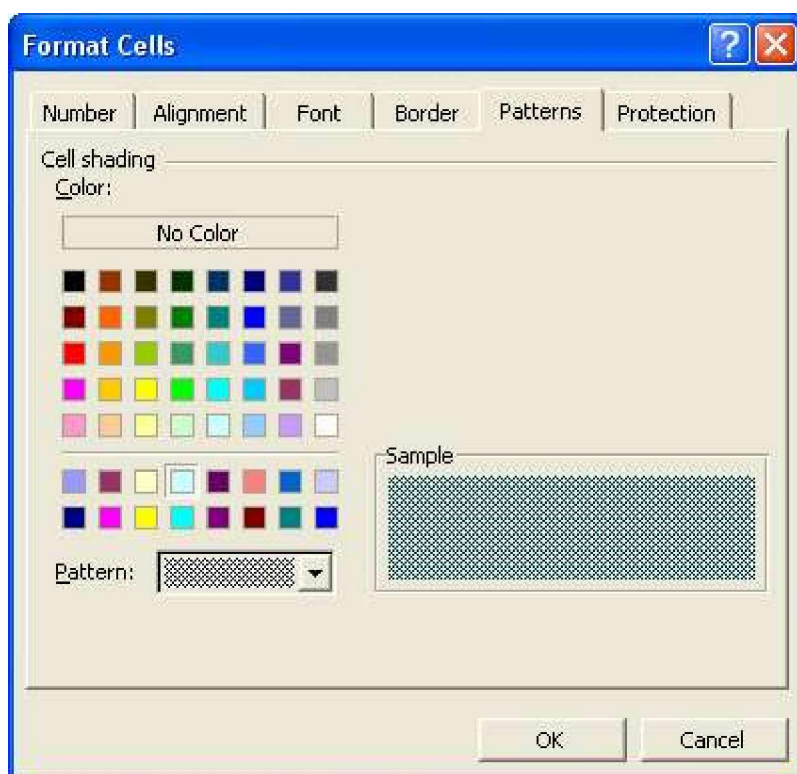 Format Cells
?
Number Alignment Font Border Patterns Protection
Cell shading
Color:
No Color
Sample
Pattern:
OK Cancel